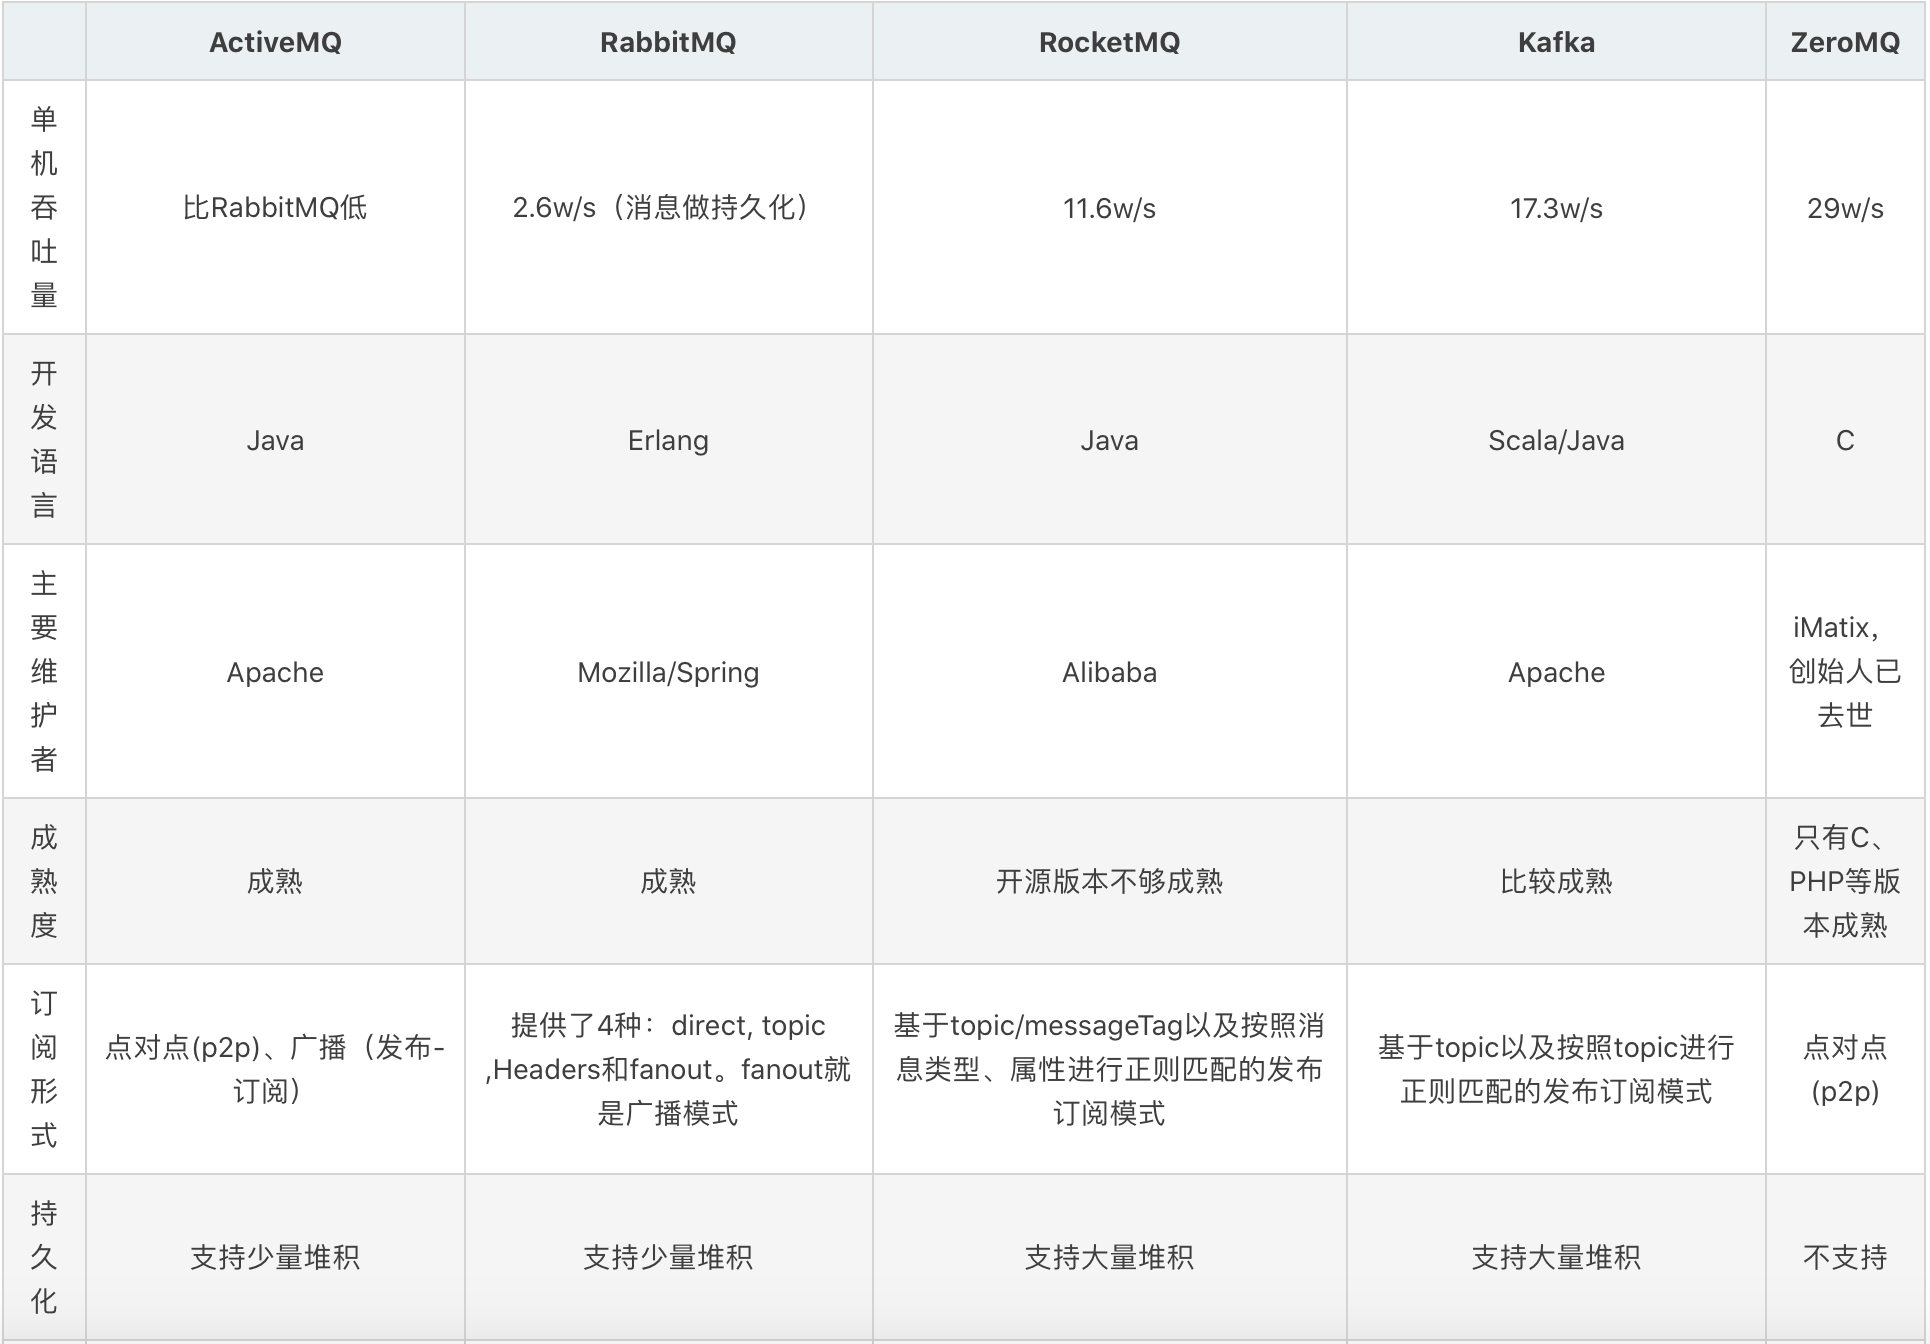 ActiveMQ RabbitMQ RocketMQ Kafka ZeroMQ
单
机
吞
吐
量
比RabbitMQ低
2.6w/s（消息做持久化）
11.6w/s
17.3w/s
29w/s
开
发
语
言
Java
Erlang
Java
Scala/Java
C
主
要
维
护
者
Apache
Mozilla/Spring
Alibaba
Apache
iMatix，
创始人已
去世
成
熟
度
成熟
成熟
开源版本不够成熟
比较成熟
只有C、
PHP等版
本成熟
订
阅
形
式
点对点(p2p)、广播（发布-
订阅）
提供了4种：direct, topic
,Headers和fanout。fanout就
是广播模式
基于topic/messageTag以及按照消
息类型、属性进行正则匹配的发布
订阅模式
基于topic以及按照topic进行
正则匹配的发布订阅模式
点对点
(p2p)
持
久
化
支持少量堆积
支持少量堆积
支持大量堆积
支持大量堆积
不支持